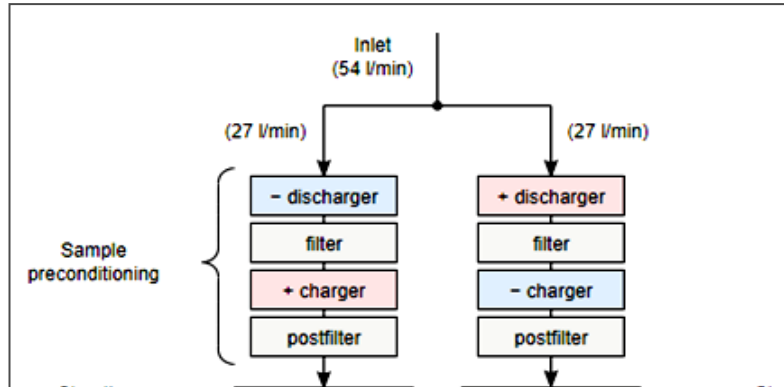 Inlet
(54 l/min)
(27 l/min)
(27 l/min)
− discharger
+ discharger
filter
filter
Sample
preconditioning
+ charger
− charger
postfilter
postfilter